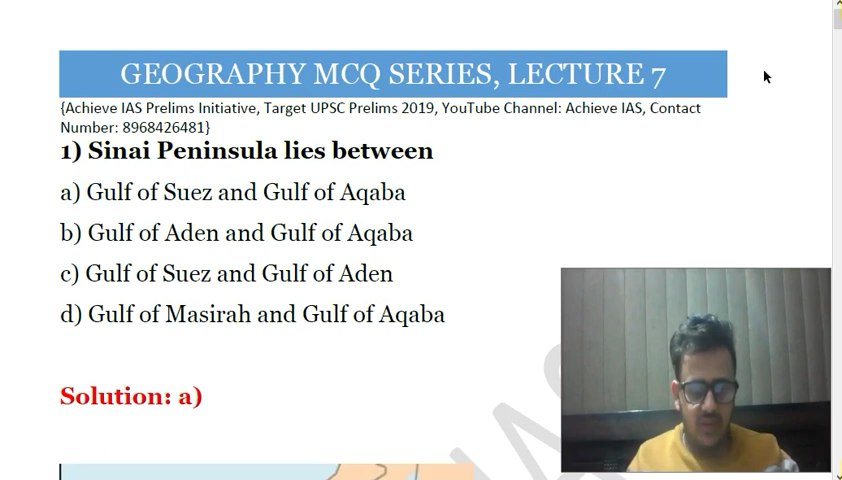 GEOGRAPHY MCQ SERIES, LECTURE 7
{Achieve IAS Prelims Initiative, Target UPSC Prelims 2019, YouTube Channel: Achieve IAS, Contact
Number: 8968426481}
1) Sinai Peninsula lies between
a) Gulf of Suez and Gulf of Aqaba
b) Gulf of Aden and Gulf of Aqaba
c) Gulf of Suez and Gulf of Aden
d) Gulf of Masirah and Gulf of Aqaba
Solution: a)
IAS